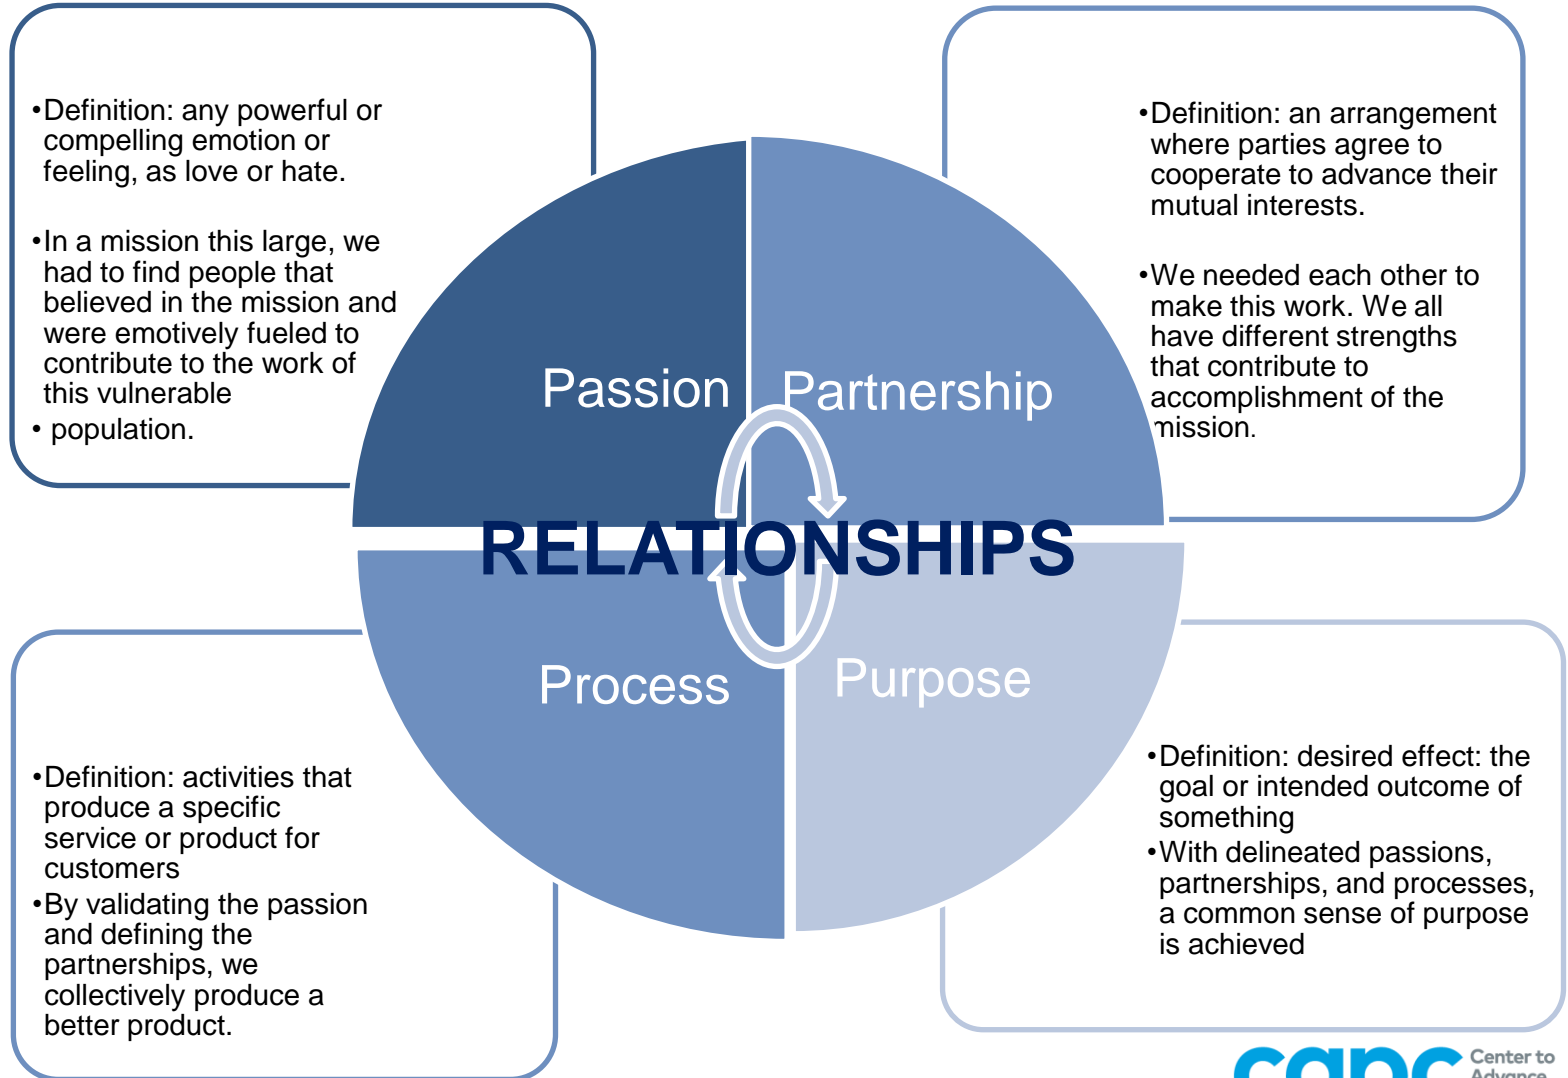 •Definition: any powerful or
compelling emotion or
feeling, as love or hate.
•In a mission this large, we
had to find people that
believed in the mission and
were emotively fueled to
contribute to the work of
this vulnerable
• population.
•Definition: an arrangement
where parties agree to
cooperate to advance their
mutual interests.
•We needed each other to
make this work. We all
have different strengths
that contribute to
accomplishment of the
mission.
Passion
Partnership
RELATIONSHIPS
Process
Purpose
•Definition: activities that
produce a specific
service or product for
customers
•By validating the passion
and defining the
partnerships, we
collectively produce a
better product.
•Definition: desired effect: the
goal or intended outcome of
something
•With delineated passions,
partnerships, and processes,
a common sense of purpose
is achieved
capc
Center to
Advance